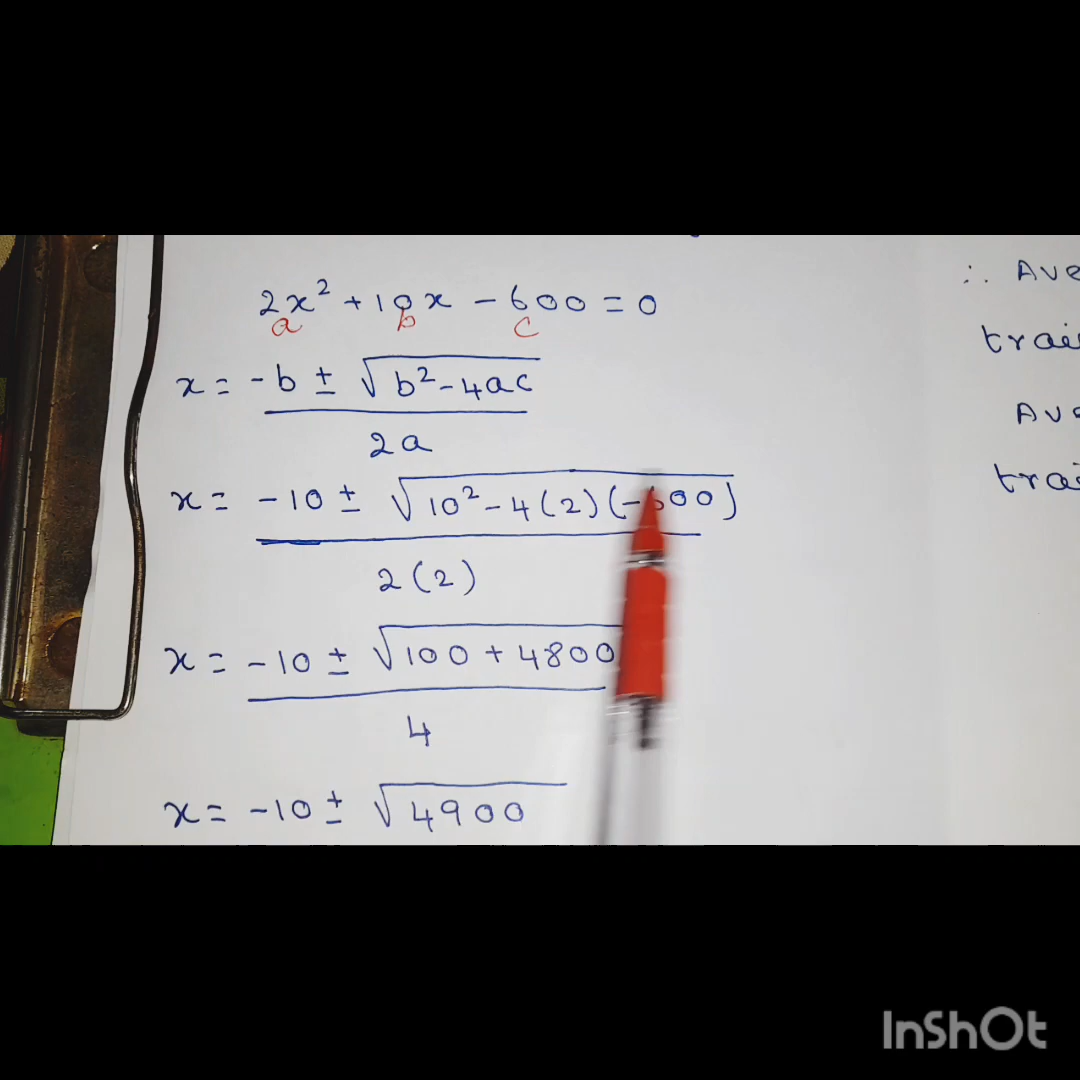 2x² + 10x - 600 = 0
a b c
x = -b ± √b² - 4ac
2a
x = -10 ± √10² - 4(2)(-600)
2(2)
x = -10 ± √100 + 4800
4
x = -10 ± √4900
∴ Ave
trai
Ave
trai
InShOt